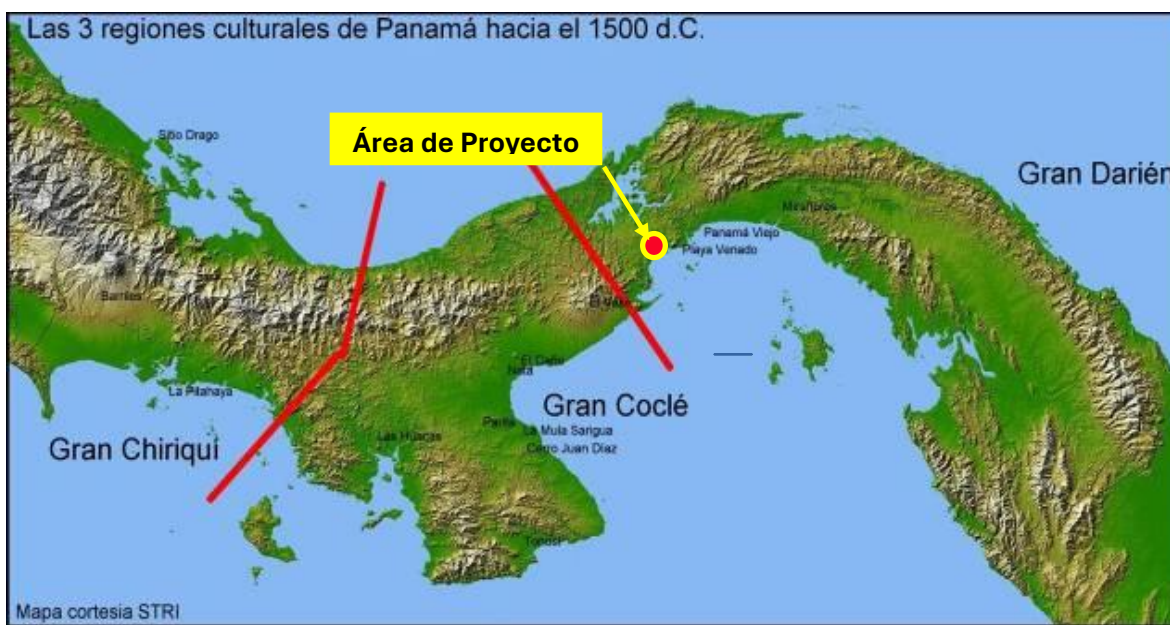 Las 3 regiones culturales de Panamá hacia el 1500 d.C.
Sitio Drago
Área de Proyecto
Gran Darién
Miraflores
Panamá Viejo
Playa Venado
Barriles
El Caño
Natá
La Pitahaya
Gran Coclé
Parita
La Mula Sarigua
Las Huacas
Cerro Juan Díaz
Gran Chiriquí
Tonosí
Mapa cortesia STRI